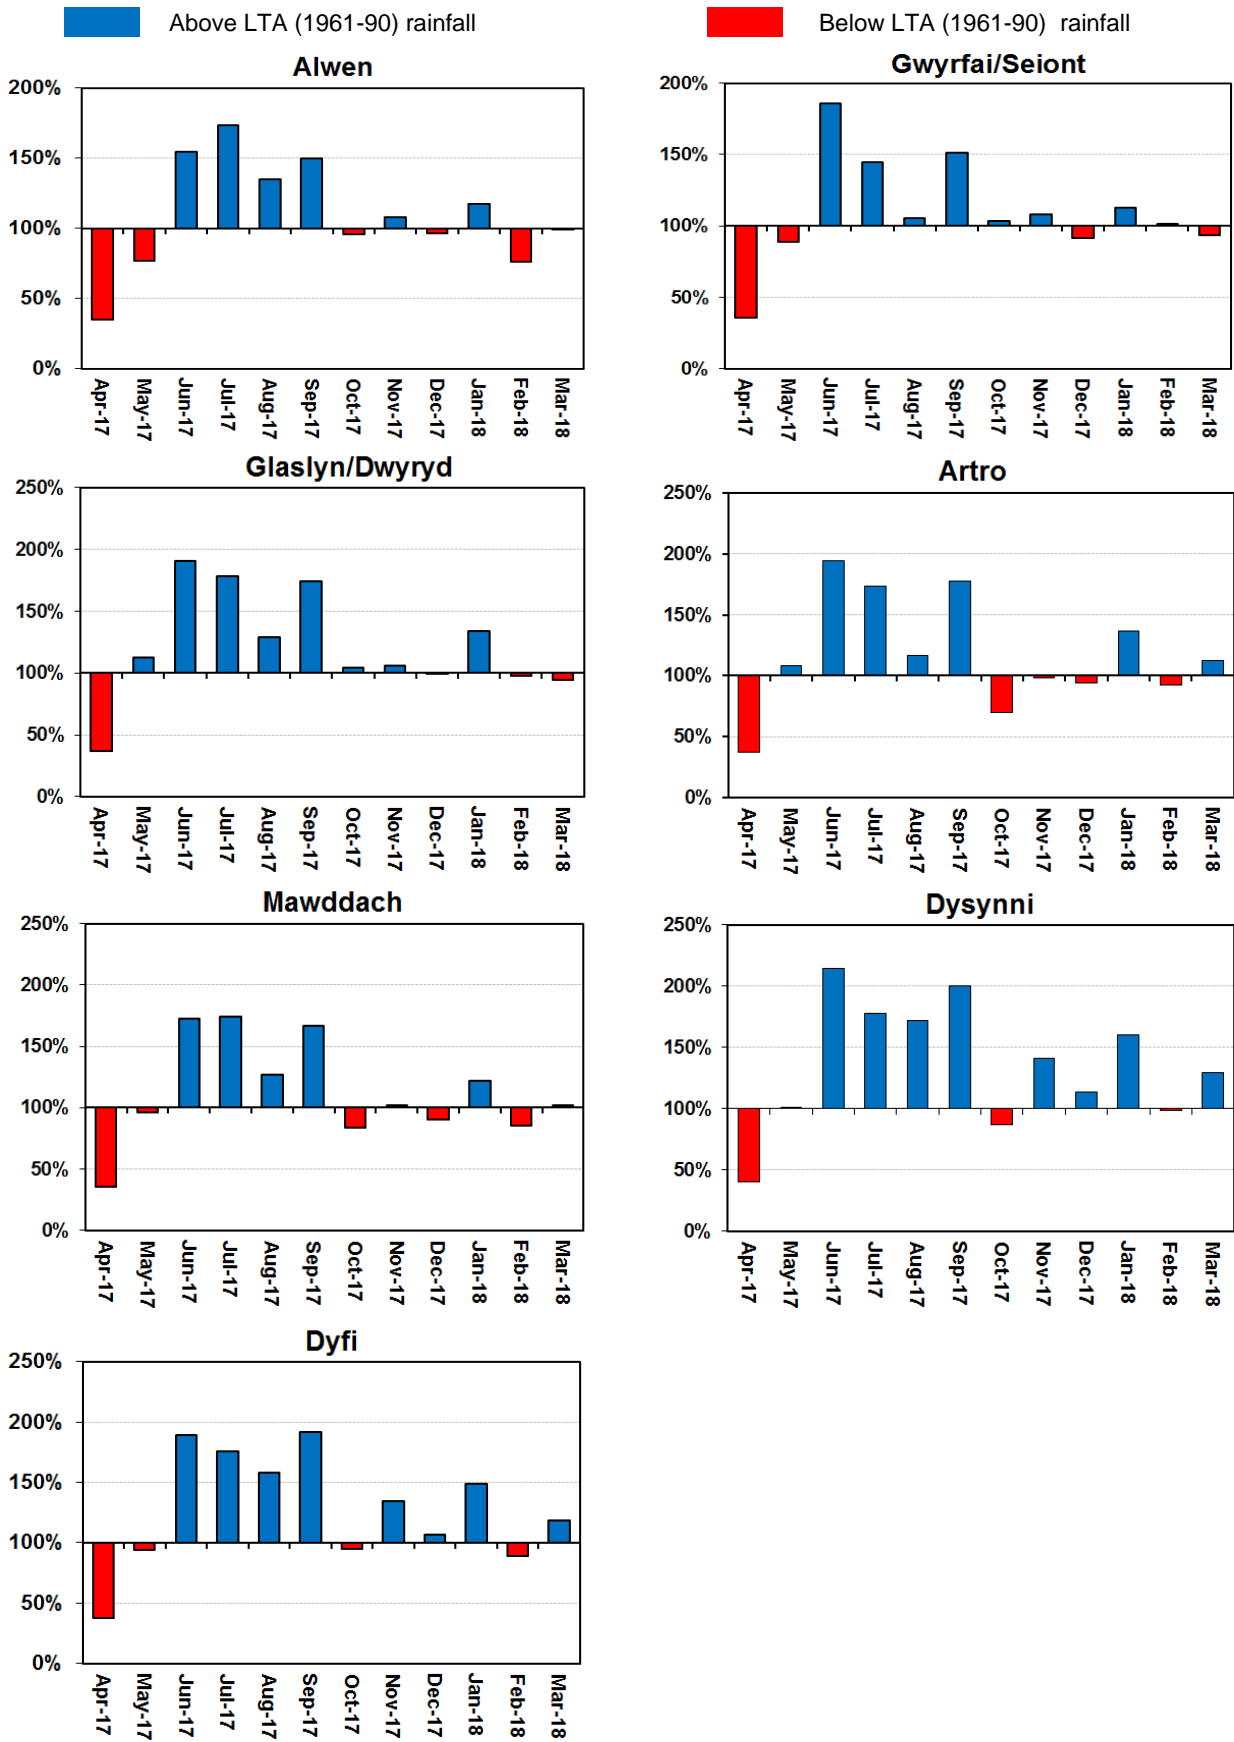 Above LTA (1961-90) rainfall
Below LTA (1961-90) rainfall
Alwen
200%
150%
100%
50%
0%
Apr-17
May-17
Jun-17
Jul-17
Aug-17
Sep-17
Oct-17
Nov-17
Dec-17
Jan-18
Feb-18
Mar-18
Gwyrfai/Seiont
200%
150%
100%
50%
0%
Apr-17
May-17
Jun-17
Jul-17
Aug-17
Sep-17
Oct-17
Nov-17
Dec-17
Jan-18
Feb-18
Mar-18
Glaslyn/Dwyryd
250%
200%
150%
100%
50%
0%
Apr-17
May-17
Jun-17
Jul-17
Aug-17
Sep-17
Oct-17
Nov-17
Dec-17
Jan-18
Feb-18
Mar-18
Artro
250%
200%
150%
100%
50%
0%
Apr-17
May-17
Jun-17
Jul-17
Aug-17
Sep-17
Oct-17
Nov-17
Dec-17
Jan-18
Feb-18
Mar-18
Mawddach
250%
200%
150%
100%
50%
0%
Apr-17
May-17
Jun-17
Jul-17
Aug-17
Sep-17
Oct-17
Nov-17
Dec-17
Jan-18
Feb-18
Mar-18
Dysynni
250%
200%
150%
100%
50%
0%
Apr-17
May-17
Jun-17
Jul-17
Aug-17
Sep-17
Oct-17
Nov-17
Dec-17
Jan-18
Feb-18
Mar-18
Dyfi
250%
200%
150%
100%
50%
0%
Apr-17
May-17
Jun-17
Jul-17
Aug-17
Sep-17
Oct-17
Nov-17
Dec-17
Jan-18
Feb-18
Mar-18